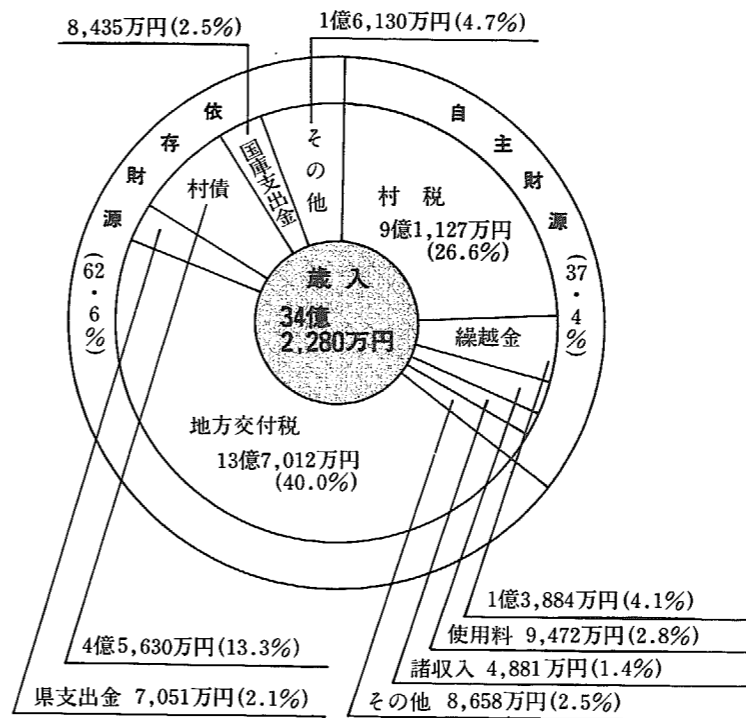 8,435万円(2.5%)
1億6,130万円(4.7%)
依存財源(62.6%)
自主財源(37.4%)
国庫支出金
その他
村債
村税
9億1,127万円
(26.6%)
歳入
34億
2,280万円
繰越金
地方交付税
13億7,012万円
(40.0%)
1億3,884万円(4.1%)
使用料 9,472万円(2.8%)
4億5,630万円(13.3%)
諸収入 4,881万円(1.4%)
県支出金 7,051万円(2.1%)
その他 8,658万円(2.5%)